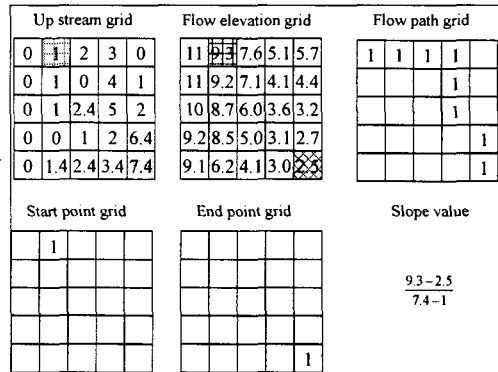 Up stream grid Flow elevation grid Flow path grid
0 1 2 3 0 11 9.3 7.6 5.1 5.7 1 1 1 1
0 1 0 4 1 11 9.2 7.1 4.1 4.4 1
0 1 2.4 5 2 10 8.7 6.0 3.6 3.2 1
0 0 1 2 6.4 9.2 8.5 5.0 3.1 2.7 1
0 1.4 2.4 3.4 7.4 9.1 6.2 4.1 3.0 2.5 1
Start point grid End point grid Slope value
1
9.3 – 2.5
7.4 – 1
1